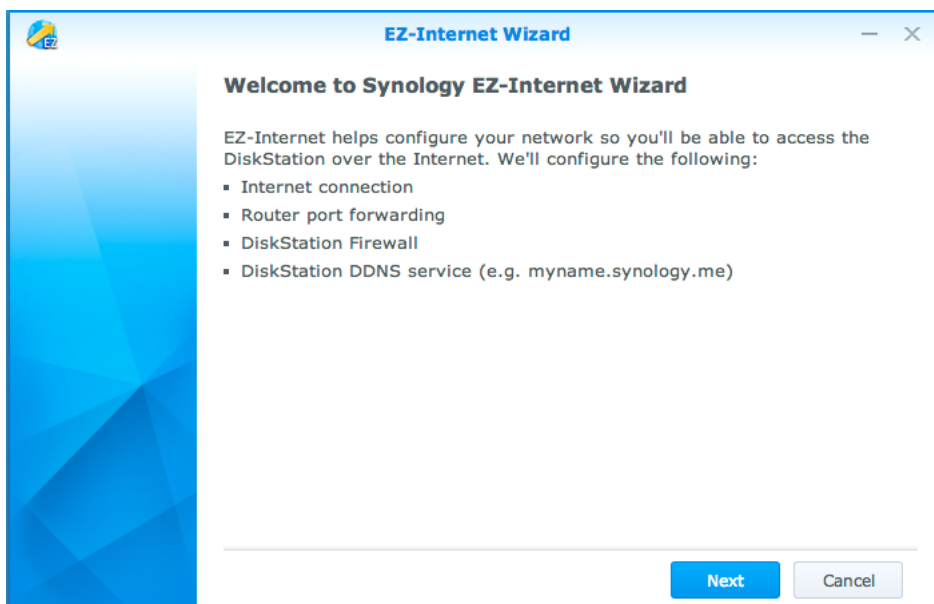 EZ-Internet Wizard
EZ
Welcome to Synology EZ-Internet Wizard
EZ-Internet helps configure your network so you'll be able to access the
DiskStation over the Internet. We'll configure the following:
▪ Internet connection
▪ Router port forwarding
▪ DiskStation Firewall
▪ DiskStation DDNS service (e.g. myname.synology.me)
Next
Cancel